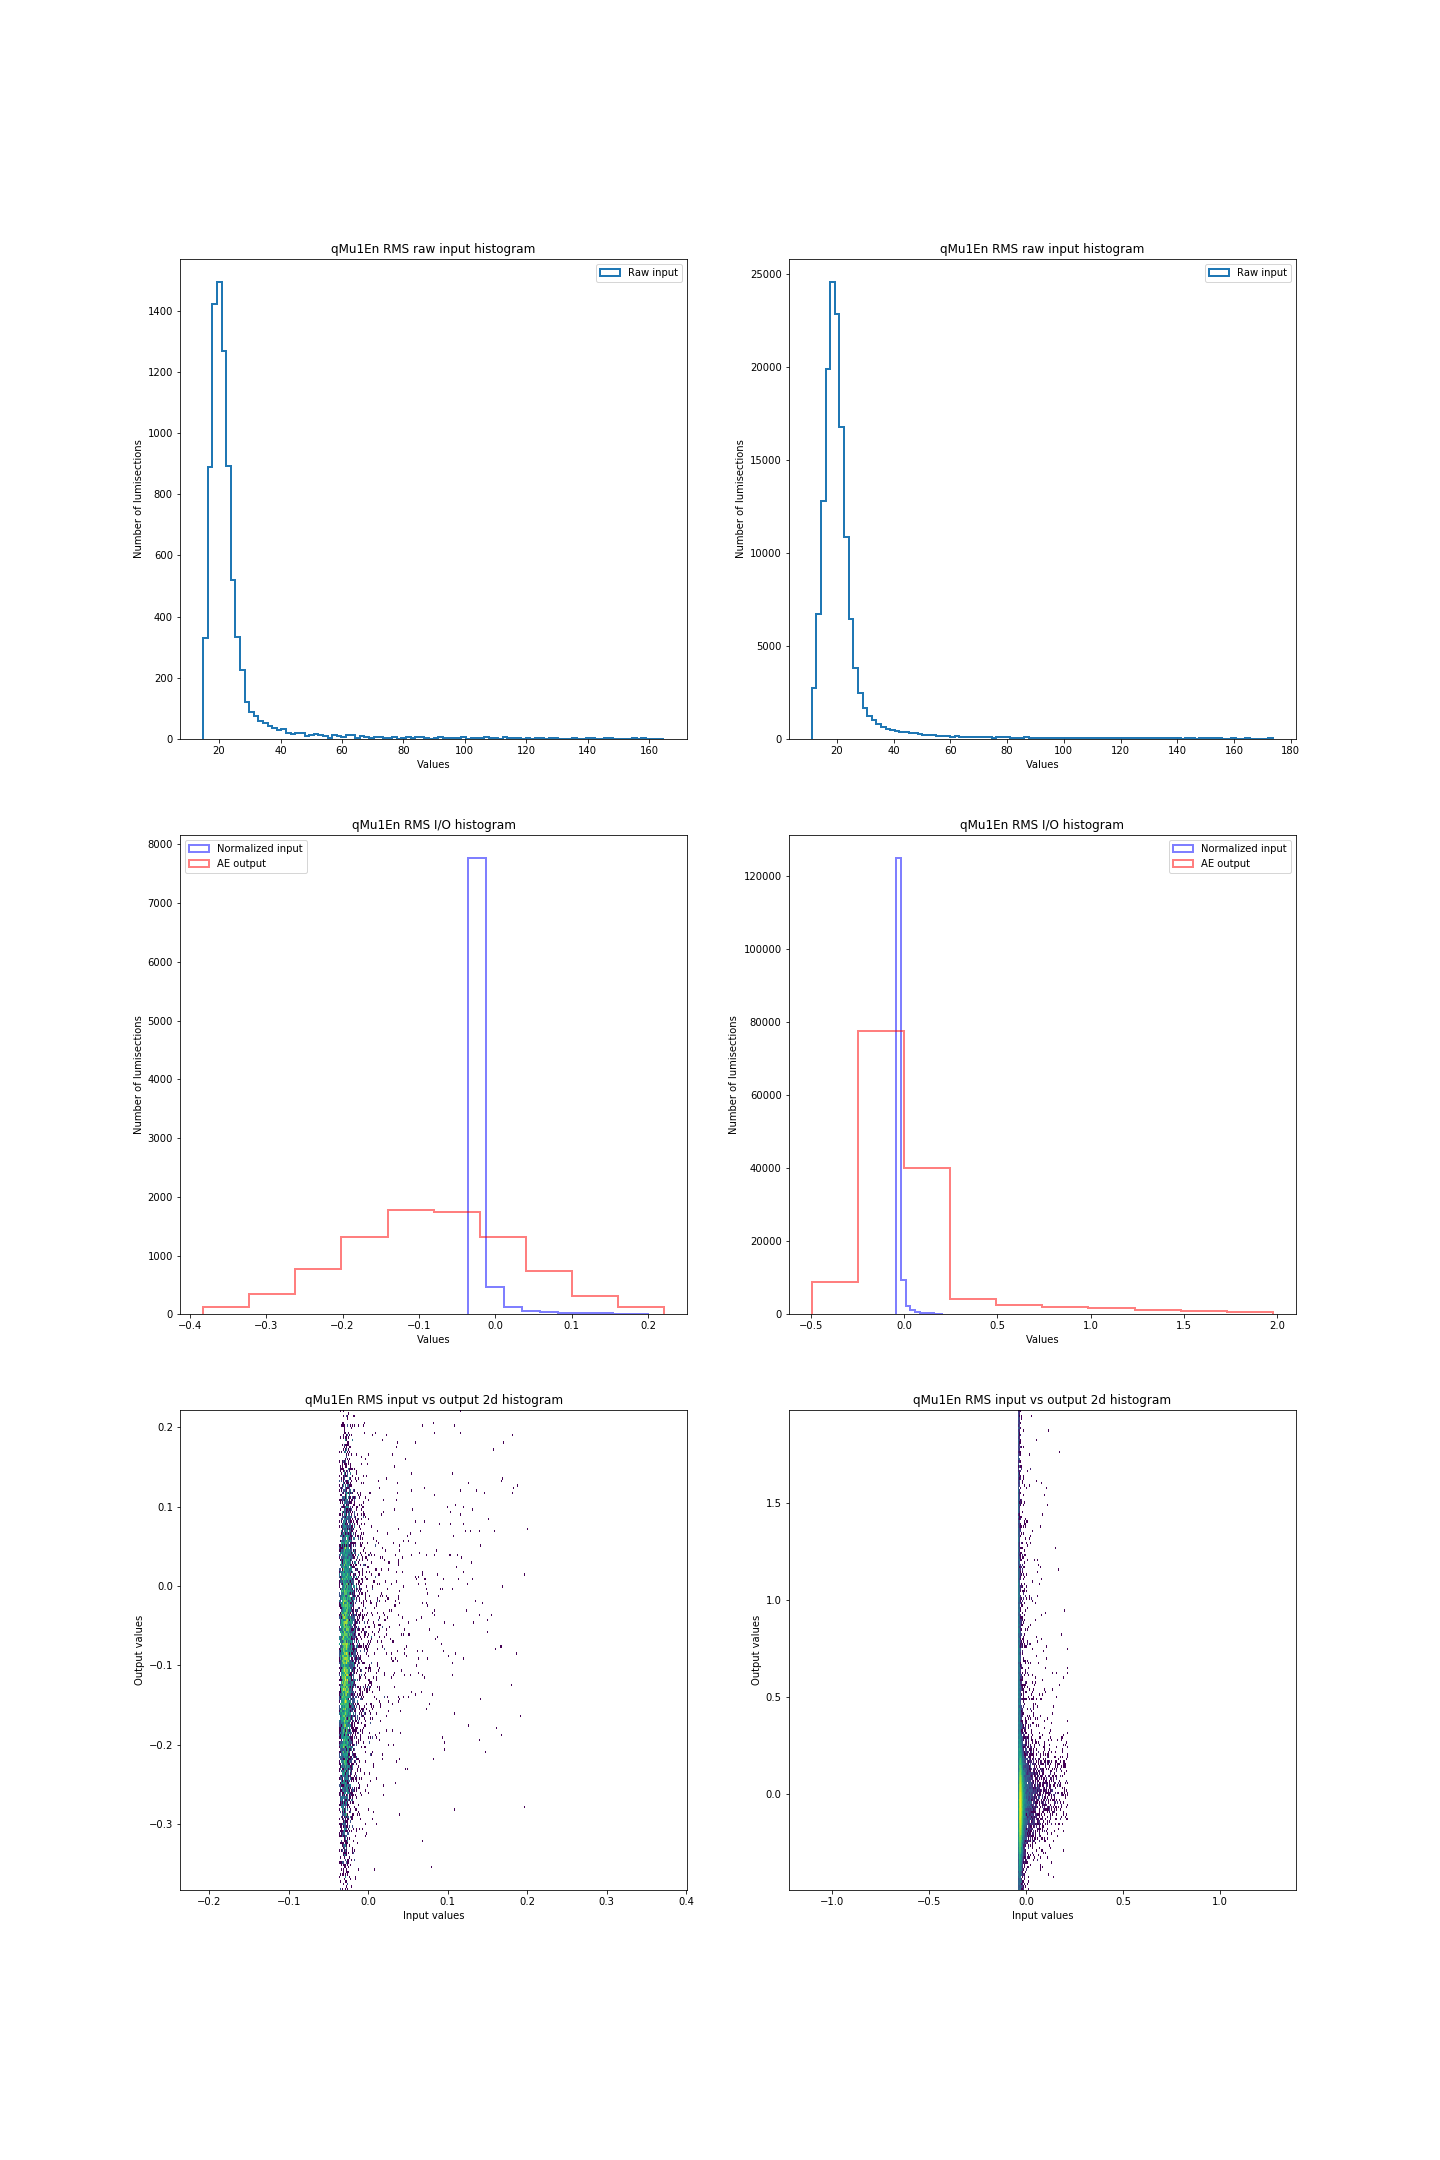 qMu1En RMS raw input histogram
Raw input
1400
1200
1000
800
600
400
200
0
Number of lumisections
20 40 60 80 100 120 140 160
Values
qMu1En RMS raw input histogram
Raw input
25000
20000
15000
10000
5000
0
Number of lumisections
20 40 60 80 100 120 140 160 180
Values
qMu1En RMS I/O histogram
Normalized input
AE output
8000
7000
6000
5000
4000
3000
2000
1000
0
Number of lumisections
−0.4 −0.3 −0.2 −0.1 0.0 0.1 0.2
Values
qMu1En RMS I/O histogram
Normalized input
AE output
120000
100000
80000
60000
40000
20000
0
Number of lumisections
−0.5 0.0 0.5 1.0 1.5 2.0
Values
qMu1En RMS input vs output 2d histogram
0.2
0.1
0.0
−0.1
−0.2
−0.3
Output values
−0.2 −0.1 0.0 0.1 0.2 0.3 0.4
Input values
qMu1En RMS input vs output 2d histogram
1.5
1.0
0.5
0.0
Output values
−1.0 −0.5 0.0 0.5 1.0
Input values